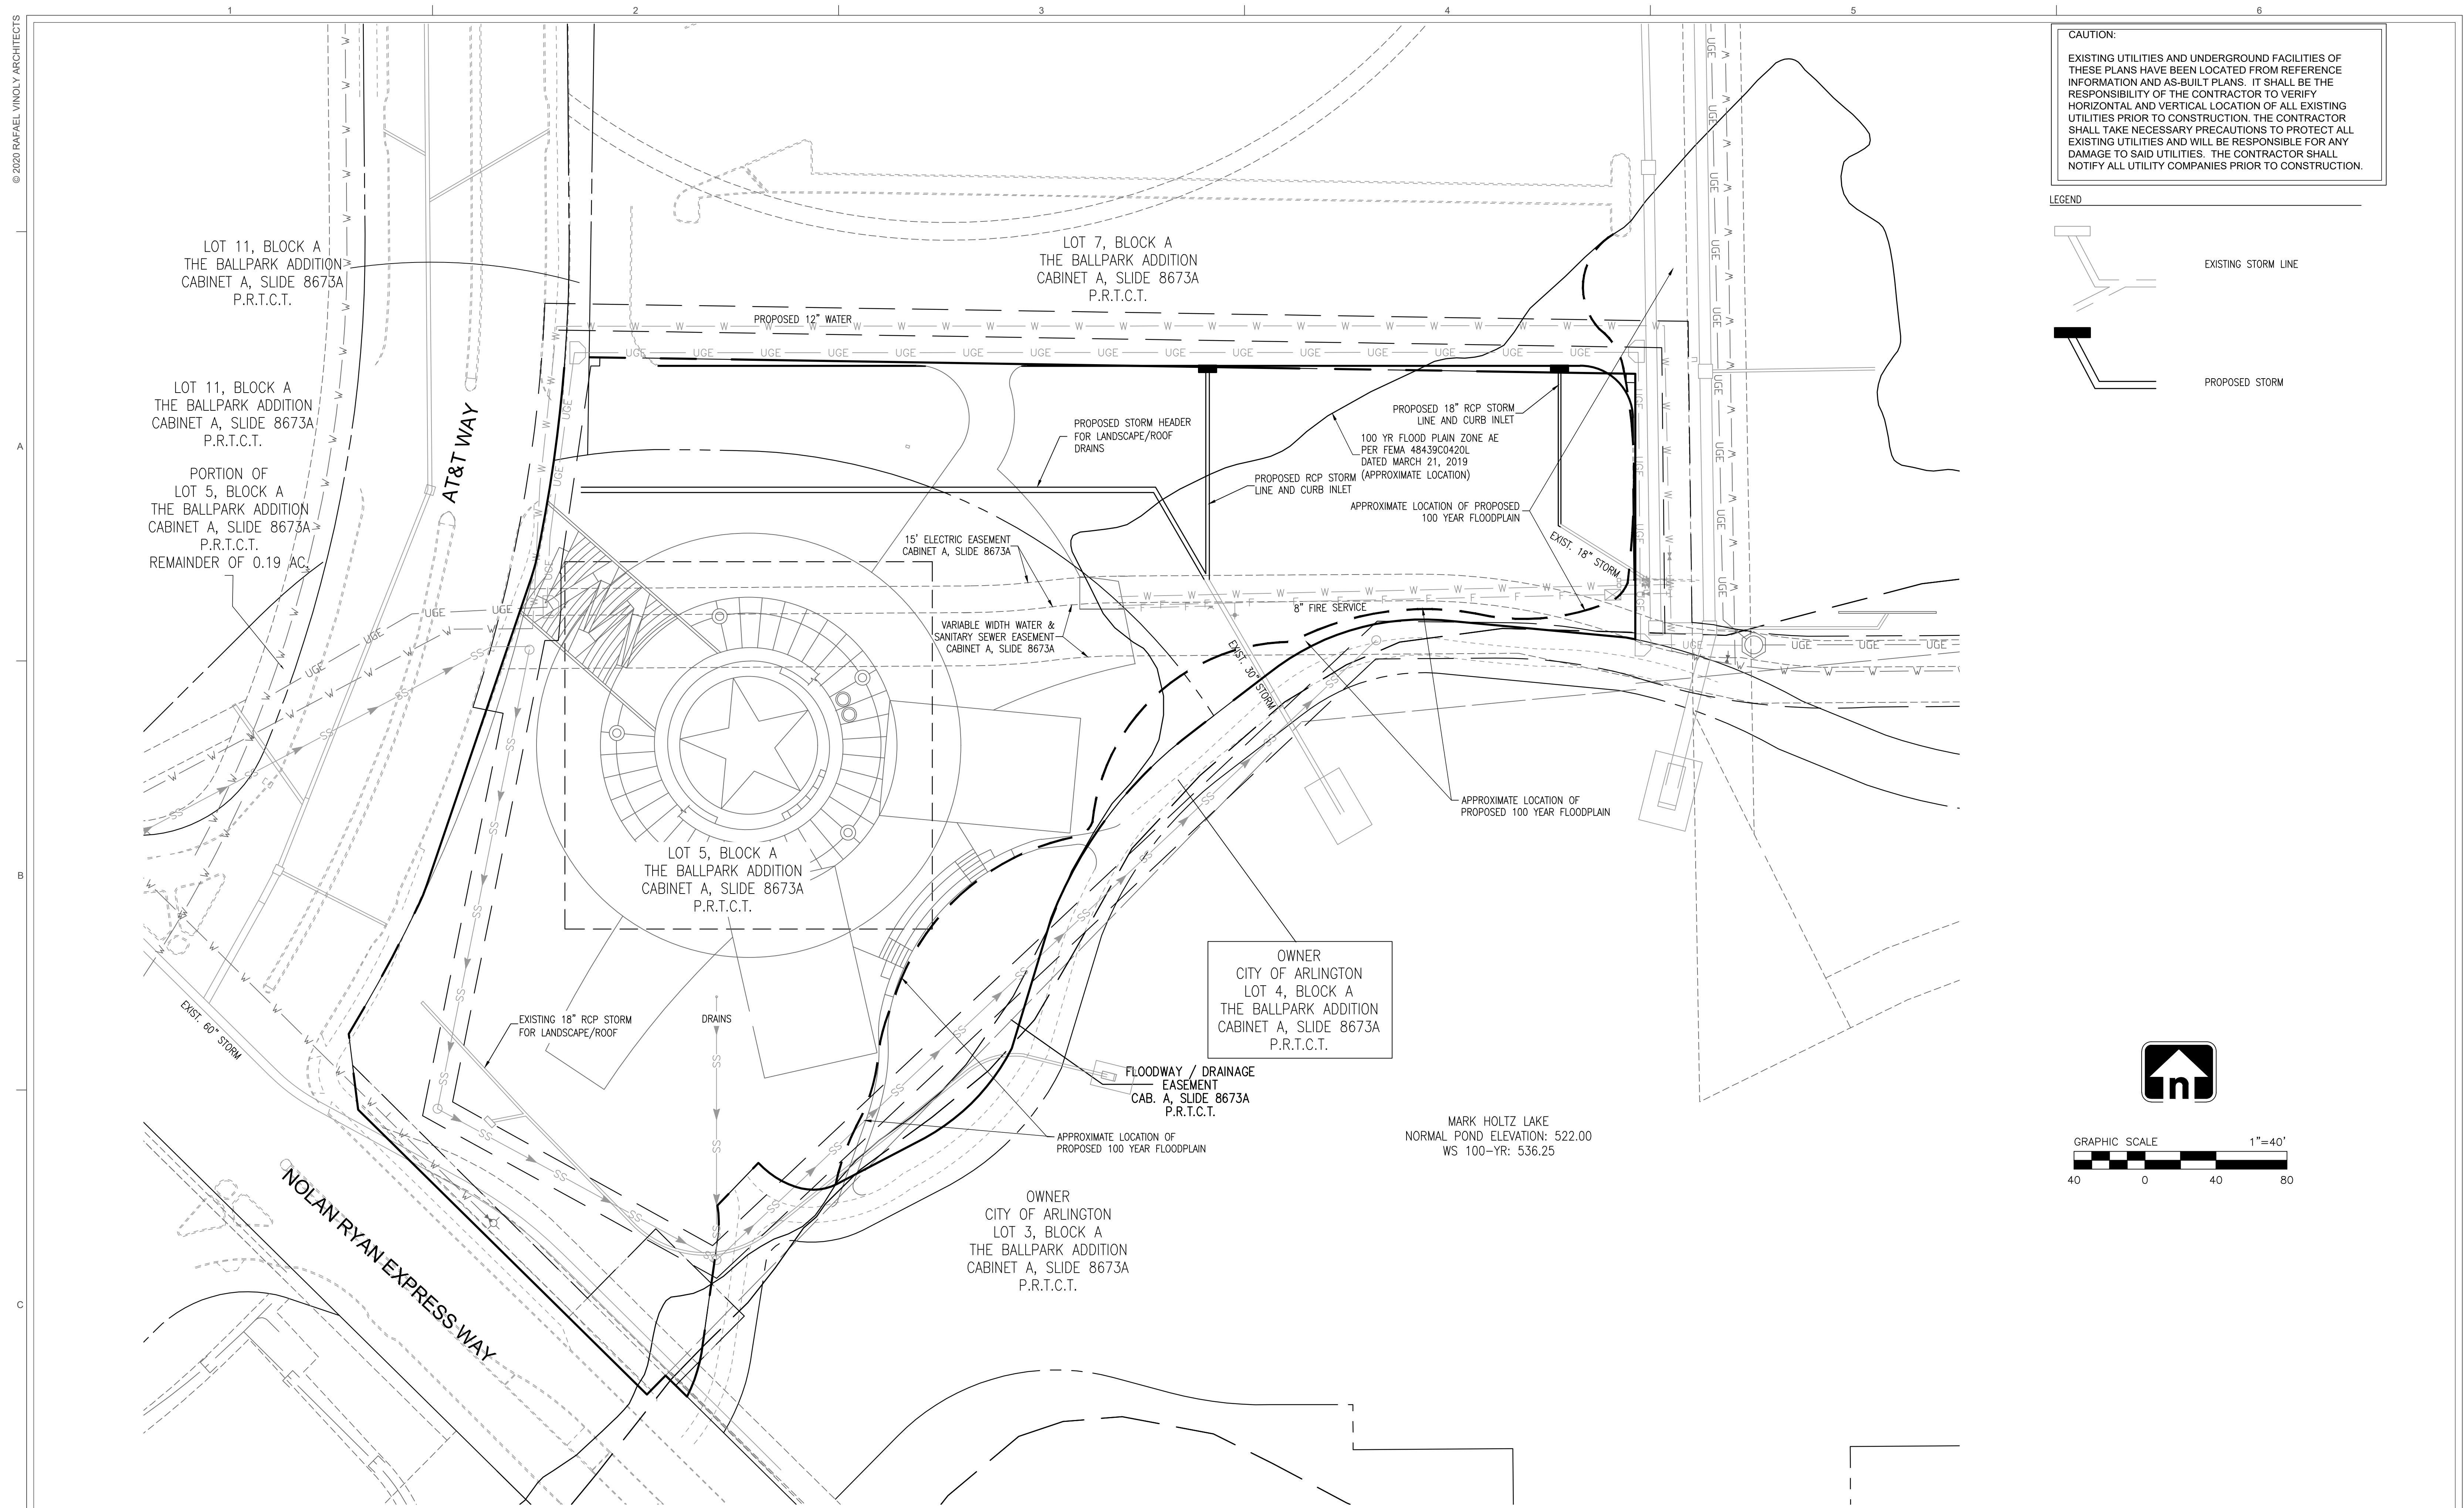 1
2
3
4
5
6
© 2020 RAFAEL VINOLY ARCHITECTS
A
B
C
CAUTION:
EXISTING UTILITIES AND UNDERGROUND FACILITIES OF
THESE PLANS HAVE BEEN LOCATED FROM REFERENCE
INFORMATION AND AS-BUILT PLANS. IT SHALL BE THE
RESPONSIBILITY OF THE CONTRACTOR TO VERIFY
HORIZONTAL AND VERTICAL LOCATION OF ALL EXISTING
UTILITIES PRIOR TO CONSTRUCTION. THE CONTRACTOR
SHALL TAKE NECESSARY PRECAUTIONS TO PROTECT ALL
EXISTING UTILITIES AND WILL BE RESPONSIBLE FOR ANY
DAMAGE TO SAID UTILITIES. THE CONTRACTOR SHALL
NOTIFY ALL UTILITY COMPANIES PRIOR TO CONSTRUCTION.
LEGEND
EXISTING STORM LINE
PROPOSED STORM
LOT 11, BLOCK A
THE BALLPARK ADDITION
CABINET A, SLIDE 8673A
P.R.T.C.T.
LOT 7, BLOCK A
THE BALLPARK ADDITION
CABINET A, SLIDE 8673A
P.R.T.C.T.
PROPOSED 12" WATER
LOT 11, BLOCK A
THE BALLPARK ADDITION
CABINET A, SLIDE 8673A
P.R.T.C.T.
AT&T WAY
PORTION OF
LOT 5, BLOCK A
THE BALLPARK ADDITION
CABINET A, SLIDE 8673A
P.R.T.C.T.
REMAINDER OF 0.19 AC.
PROPOSED STORM HEADER
FOR LANDSCAPE/ROOF
DRAINS
PROPOSED 18" RCP STORM
LINE AND CURB INLET
100 YR FLOOD PLAIN ZONE AE
PER FEMA 48439C0420L
DATED MARCH 21, 2019
(APPROXIMATE LOCATION)
PROPOSED RCP STORM
LINE AND CURB INLET
APPROXIMATE LOCATION OF PROPOSED
100 YEAR FLOODPLAIN
EXIST. 18" STORM
15' ELECTRIC EASEMENT
CABINET A, SLIDE 8673A
8" FIRE SERVICE
VARIABLE WIDTH WATER &
SANITARY SEWER EASEMENT
CABINET A, SLIDE 8673A
EXIST. 30" STORM
APPROXIMATE LOCATION OF
PROPOSED 100 YEAR FLOODPLAIN
LOT 5, BLOCK A
THE BALLPARK ADDITION
CABINET A, SLIDE 8673A
P.R.T.C.T.
OWNER
CITY OF ARLINGTON
LOT 4, BLOCK A
THE BALLPARK ADDITION
CABINET A, SLIDE 8673A
P.R.T.C.T.
EXIST. 60" STORM
EXISTING 18" RCP STORM
FOR LANDSCAPE/ROOF
DRAINS
FLOODWAY / DRAINAGE
EASEMENT
CAB. A, SLIDE 8673A
P.R.T.C.T.
APPROXIMATE LOCATION OF
PROPOSED 100 YEAR FLOODPLAIN
MARK HOLTZ LAKE
NORMAL POND ELEVATION: 522.00
WS 100-YR: 536.25
OWNER
CITY OF ARLINGTON
LOT 3, BLOCK A
THE BALLPARK ADDITION
CABINET A, SLIDE 8673A
P.R.T.C.T.
NOLAN RYAN EXPRESS WAY
n
GRAPHIC SCALE 1"=40'
40 0 40 80